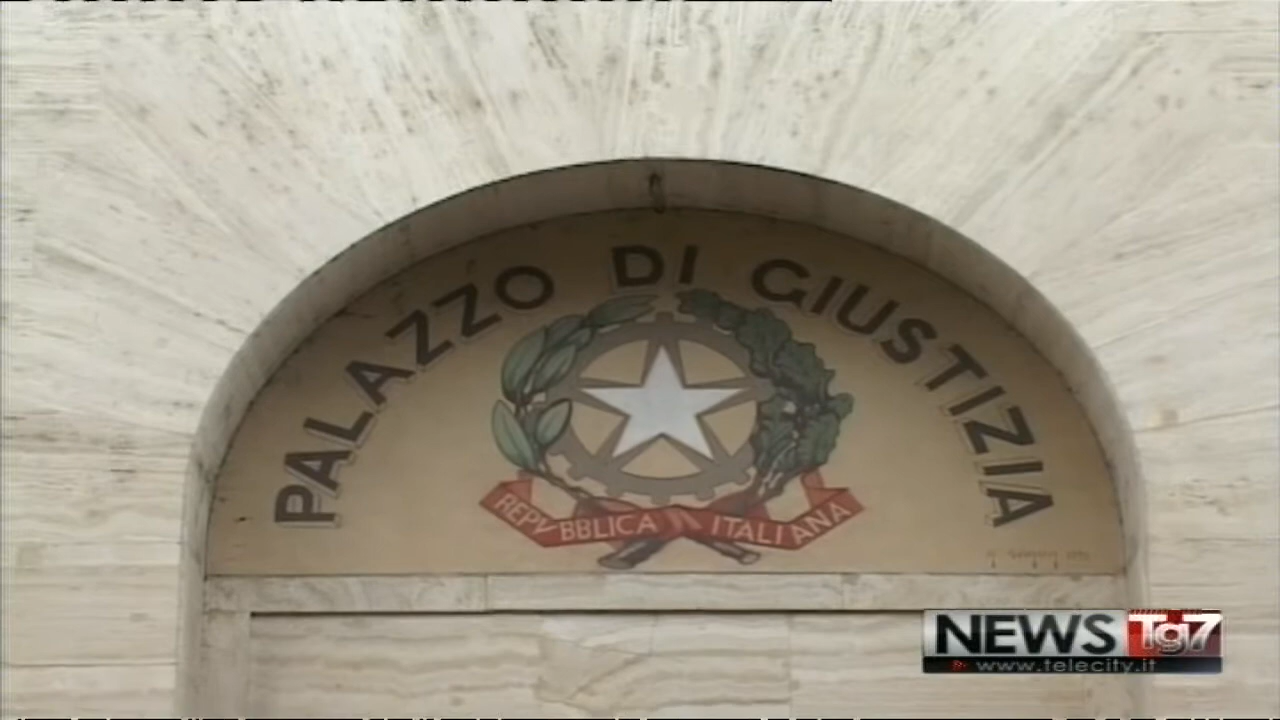 PALAZZO DI GIUSTIZIA
REPVBBLICA ITALIANA
NEWS Tg7
www.telecity.it